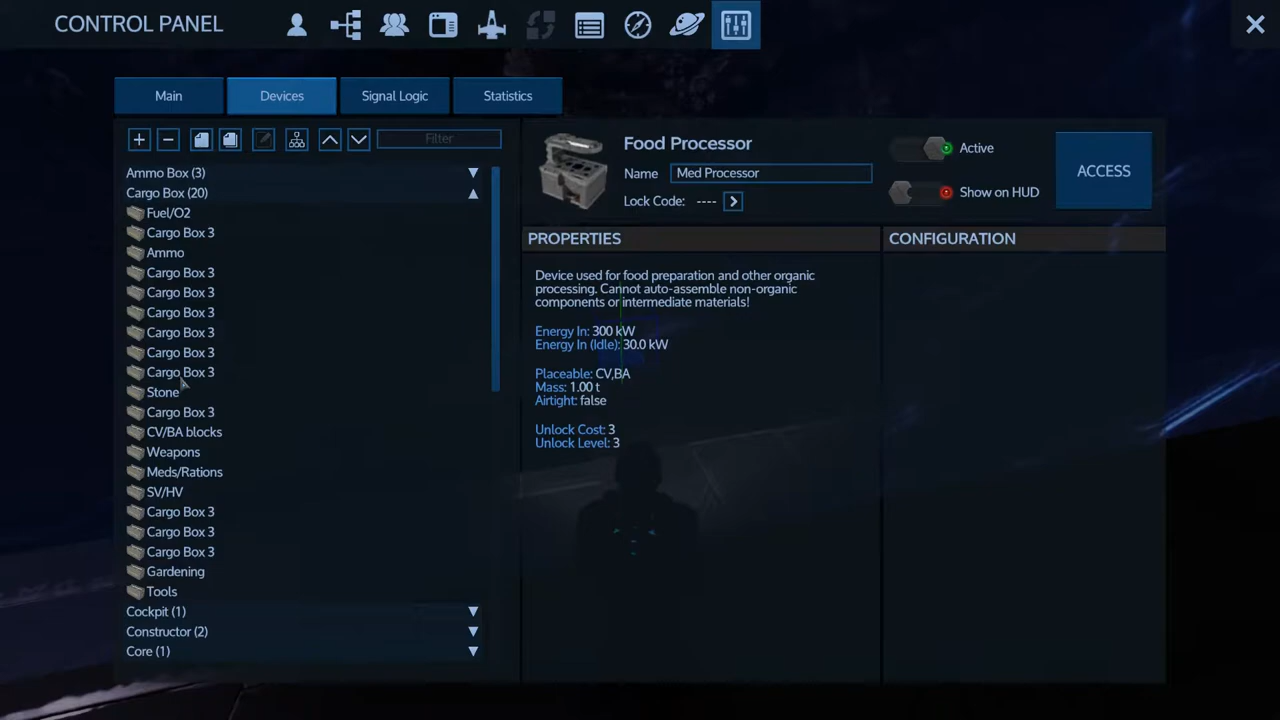 CONTROL PANEL
Main
Devices
Signal Logic
Statistics
Filter
Ammo Box (3)
Cargo Box (20)
Fuel/O2
Cargo Box 3
Ammo
Cargo Box 3
Cargo Box 3
Cargo Box 3
Cargo Box 3
Cargo Box 3
Cargo Box 3
Stone
Cargo Box 3
CV/BA blocks
Weapons
Meds/Rations
SV/HV
Cargo Box 3
Cargo Box 3
Cargo Box 3
Gardening
Tools
Cockpit (1)
Constructor (2)
Core (1)
Food Processor
Name Med Processor
Lock Code: ----
Active
Show on HUD
ACCESS
PROPERTIES
Device used for food preparation and other organic
processing. Cannot auto-assemble non-organic
components or intermediate materials!
Energy In: 300 kW
Energy In (Idle): 30.0 kW
Placeable: CV,BA
Mass: 1.00 t
Airtight: false
Unlock Cost: 3
Unlock Level: 3
CONFIGURATION